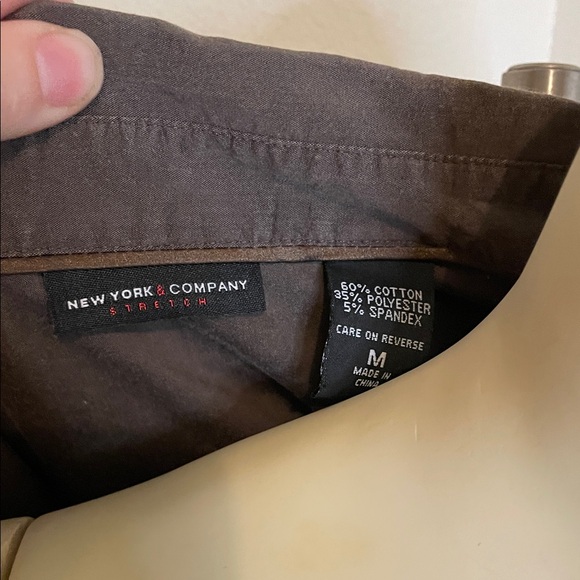 NEW YORK & COMPANY
STRETCH
60% COTTON
35% POLYESTER
5% SPANDEX
CARE ON REVERSE
M
MADE IN
CHINA